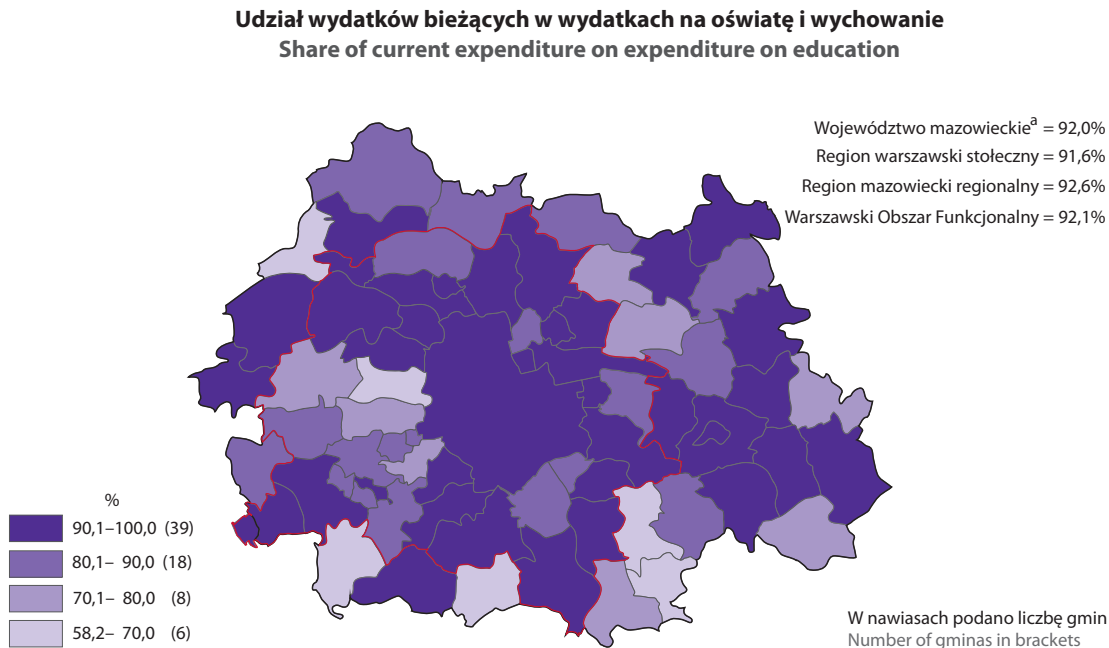 Udział wydatków bieżących w wydatkach na oświatę i wychowanie
Share of current expenditure on expenditure on education
Województwo mazowieckieᵃ = 92,0%
Region warszawski stołeczny = 91,6%
Region mazowiecki regionalny = 92,6%
Warszawski Obszar Funkcjonalny = 92,1%
%
90,1–100,0 (39)
80,1– 90,0 (18)
70,1– 80,0 (8)
58,2– 70,0 (6)
W nawiasach podano liczbę gmin
Number of gminas in brackets